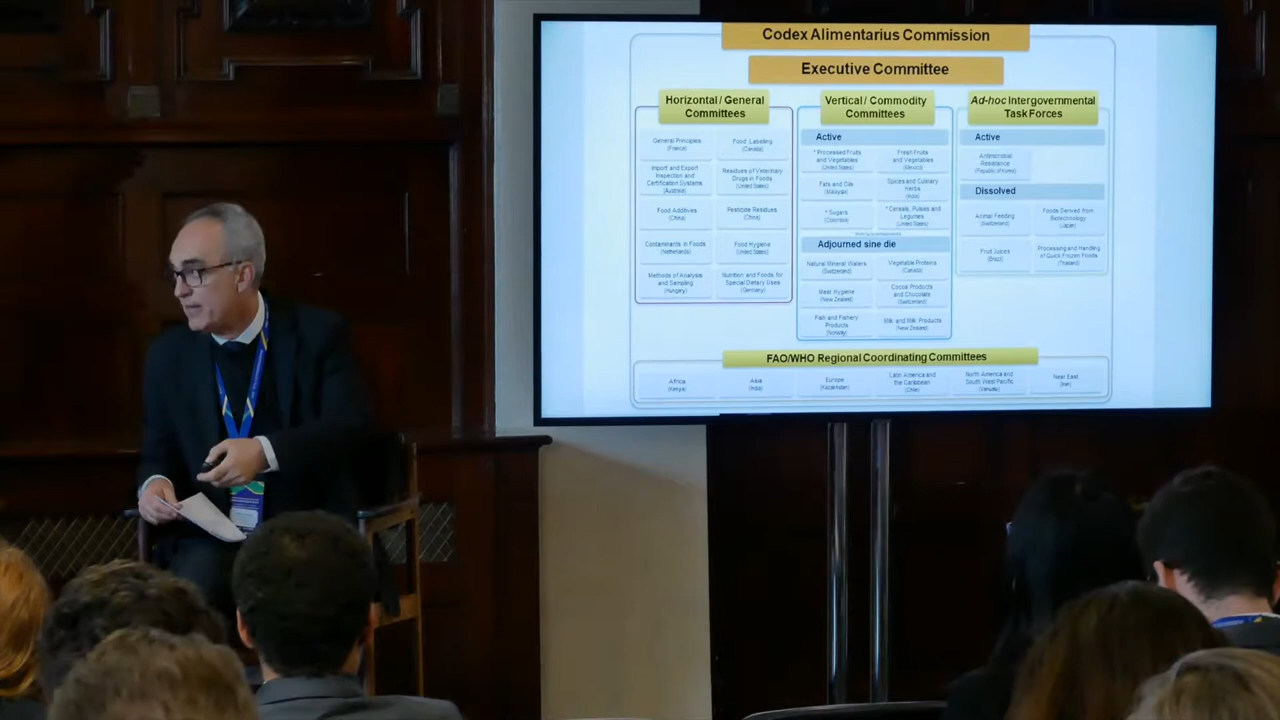 Codex Alimentarius Commission
Executive Committee
Horizontal / General
Committees
General Principles
(France)
Food Labelling
(Canada)
Import and Export
Inspection and
Certification Systems
(Australia)
Residues of Veterinary
Drugs in Foods
(United States)
Food Additives
(China)
Pesticide Residues
(China)
Contaminants in Foods
(Netherlands)
Food Hygiene
(United States)
Methods of Analysis
and Sampling
(Hungary)
Nutrition and Foods for
Special Dietary Uses
(Germany)
Vertical / Commodity
Committees
Active
* Processed Fruits
and Vegetables
(United States)
Fresh Fruits
and Vegetables
(Mexico)
Fats and Oils
(Malaysia)
Spices and Culinary
Herbs
(India)
* Sugars
(Colombia)
* Cereals, Pulses and
Legumes
(United States)
Adjourned sine die
Natural Mineral Waters
(Switzerland)
Vegetable Proteins
(Canada)
Meat Hygiene
(New Zealand)
Cocoa Products
and Chocolate
(Switzerland)
Fish and Fishery
Products
(Norway)
Milk and Milk Products
(New Zealand)
Ad-hoc Intergovernmental
Task Forces
Active
Antimicrobial
Resistance
(Republic of Korea)
Dissolved
Animal Feeding
(Switzerland)
Foods Derived from
Biotechnology
(Japan)
Fruit Juices
(Brazil)
Processing and Handling
of Quick Frozen Foods
(Thailand)
FAO/WHO Regional Coordinating Committees
Africa
(Kenya)
Asia
(India)
Europe
(Kazakhstan)
Latin America and
the Caribbean
(Chile)
North America and
South West Pacific
(Vanuatu)
Near East
(Iran)